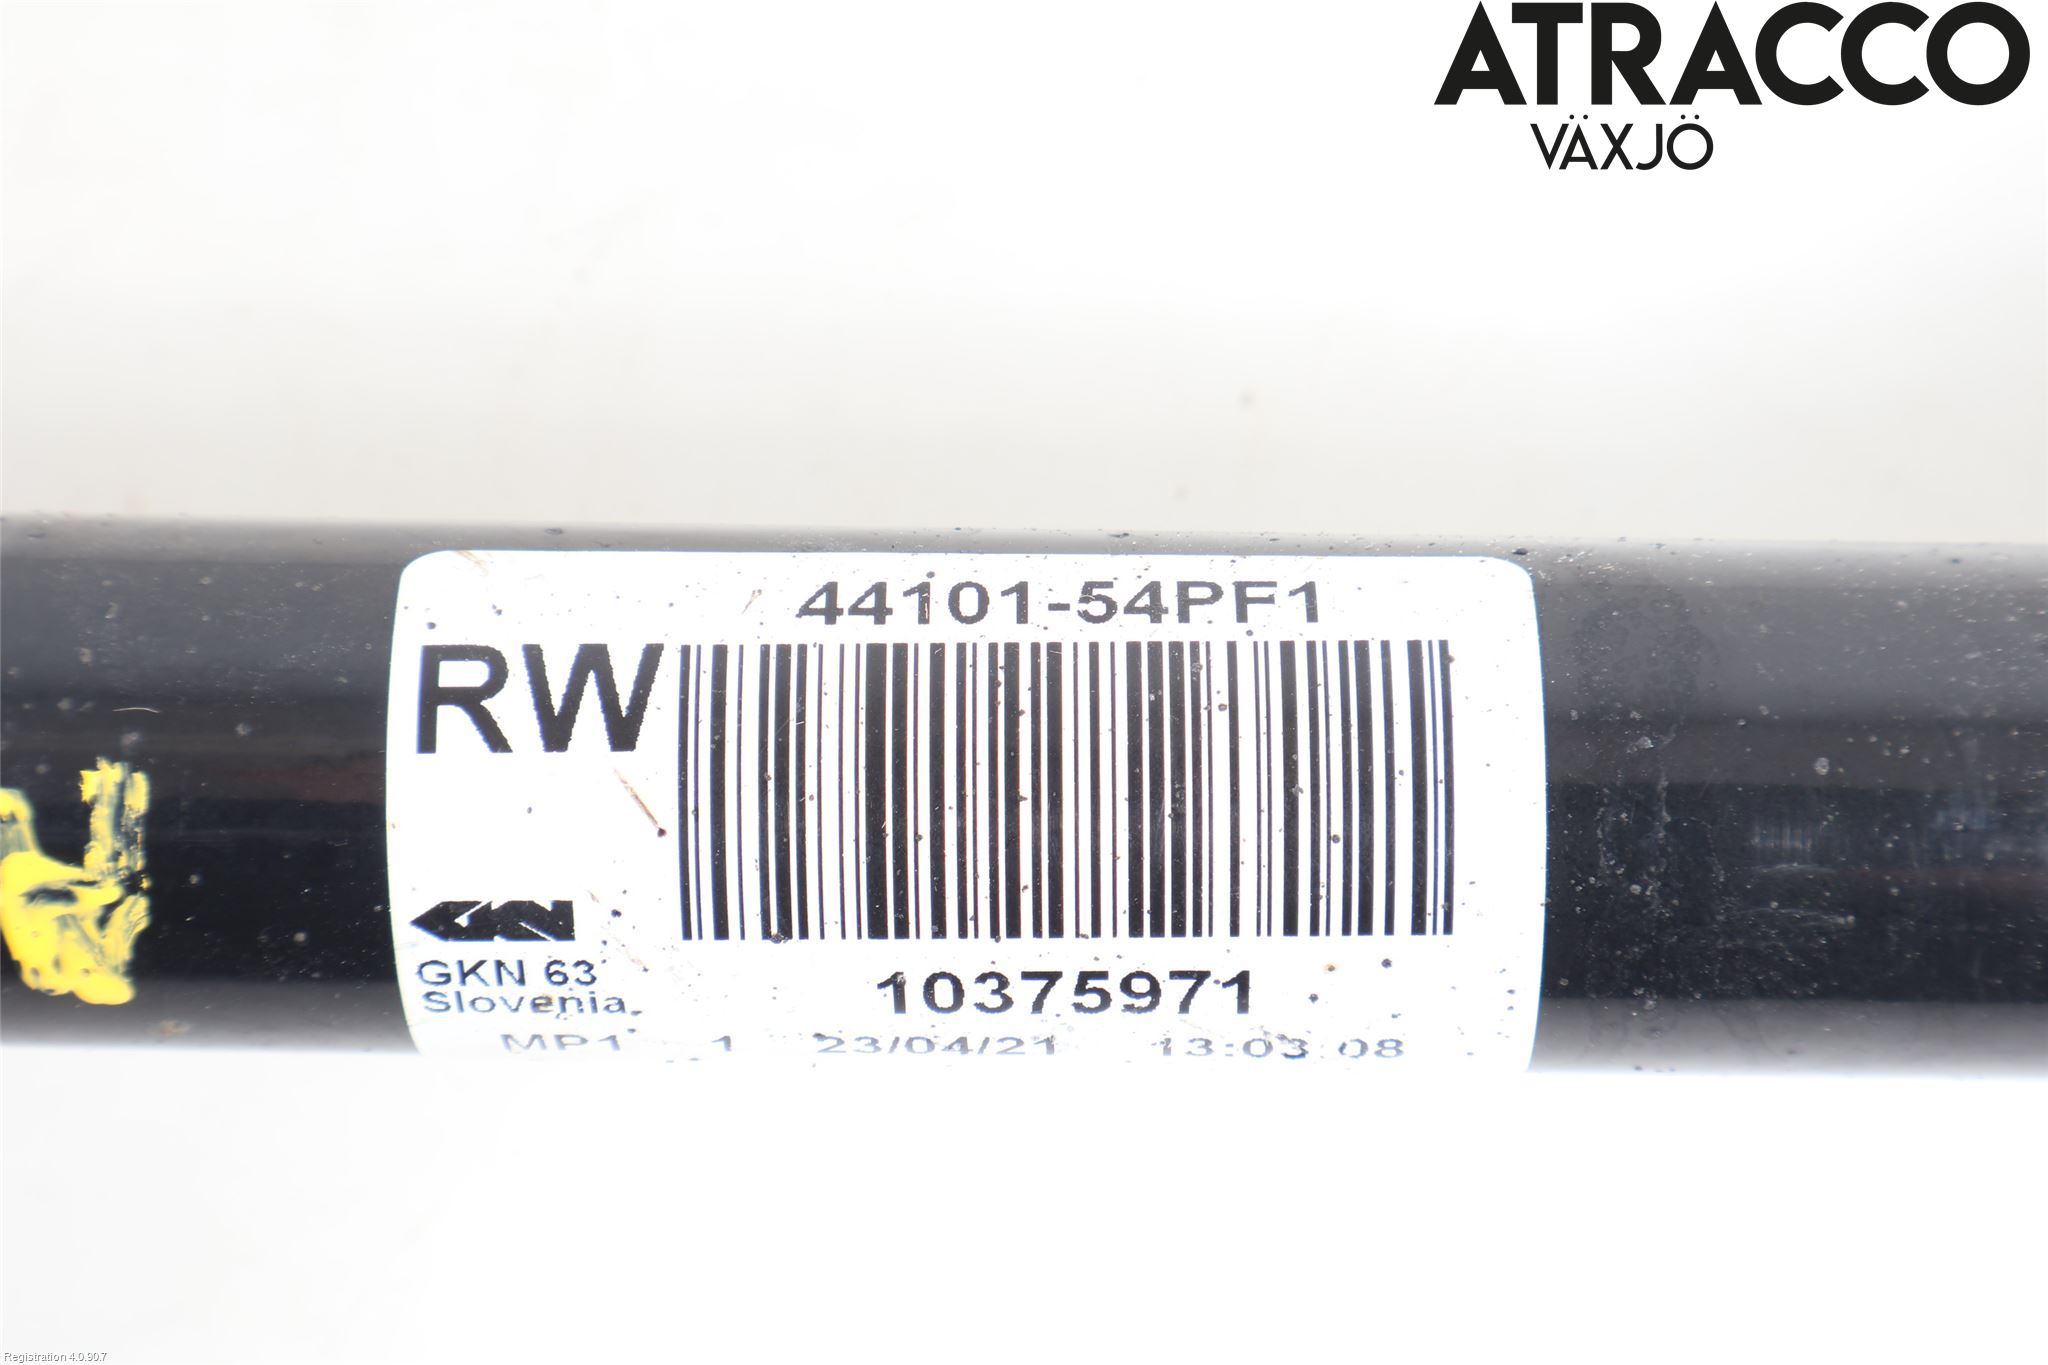 ATRACCO
VÄXJÖ
44101-54PF1
RW
GKN
GKN 63
Slovenia
10375971
MP1 1 23/04/21 13:03:08
Registration 4.0.90.7